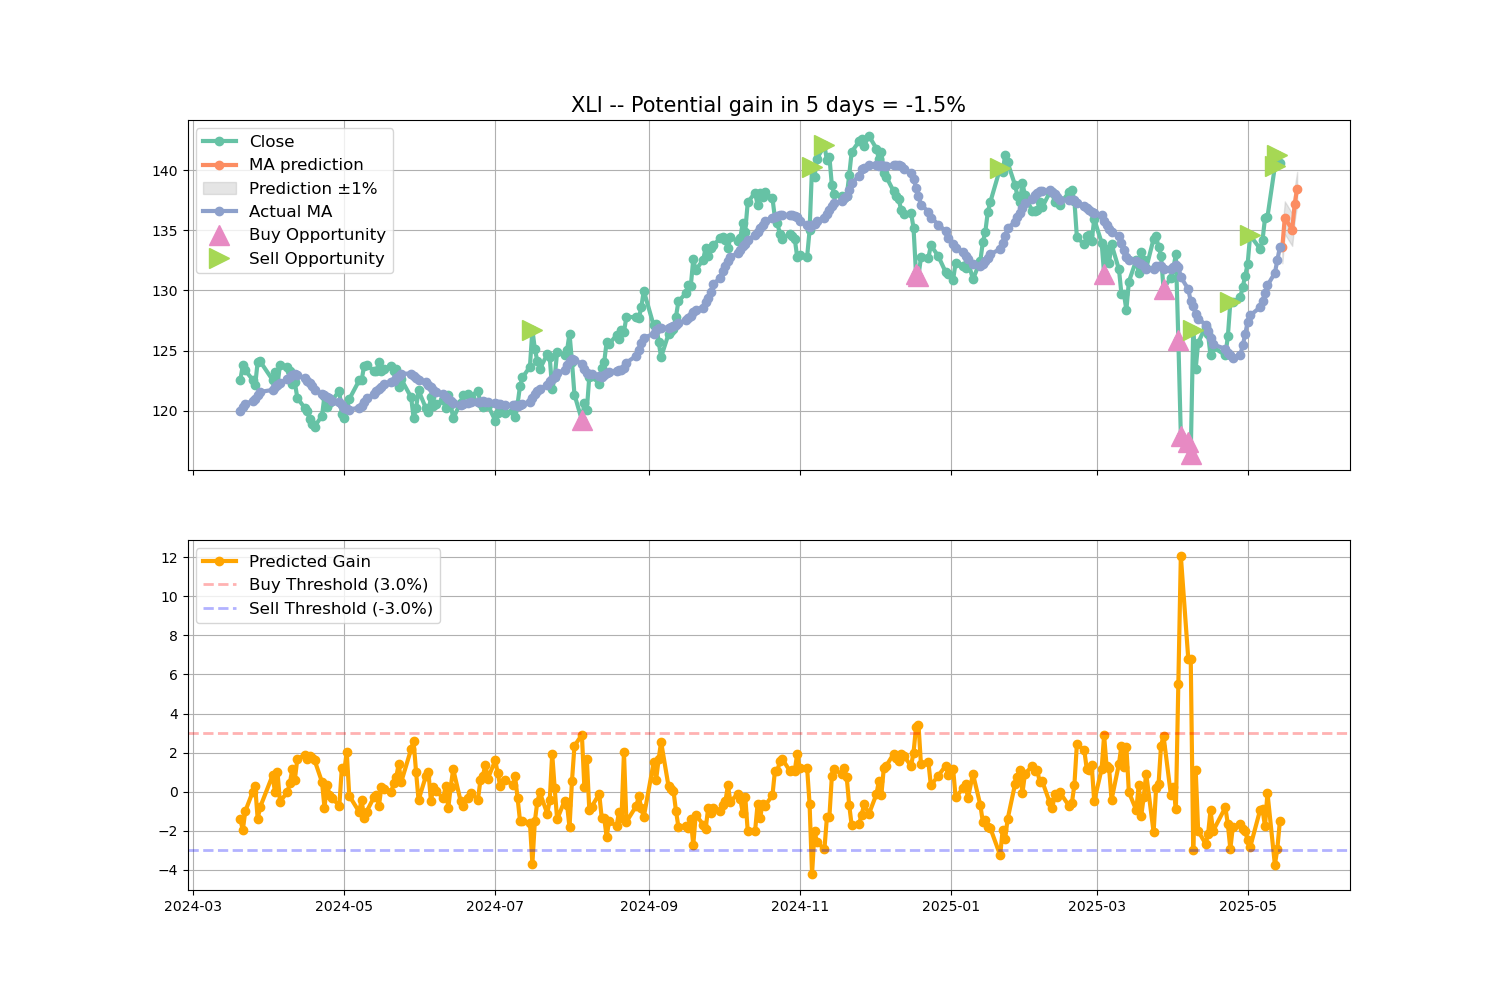 XLI -- Potential gain in 5 days = -1.5%
Close
MA prediction
Prediction ±1%
Actual MA
Buy Opportunity
Sell Opportunity
140
135
130
125
120
Predicted Gain
Buy Threshold (3.0%)
Sell Threshold (-3.0%)
12
10
8
6
4
2
0
−2
−4
2024-03
2024-05
2024-07
2024-09
2024-11
2025-01
2025-03
2025-05